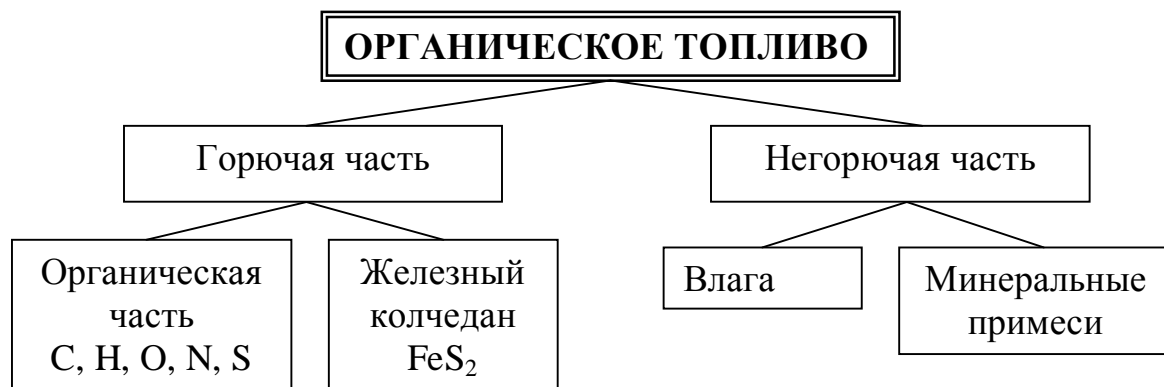 ОРГАНИЧЕСКОЕ ТОПЛИВО
Горючая часть
Негорючая часть
Органическая
часть
C, H, O, N, S
Железный
колчедан
FeS₂
Влага
Минеральные
примеси